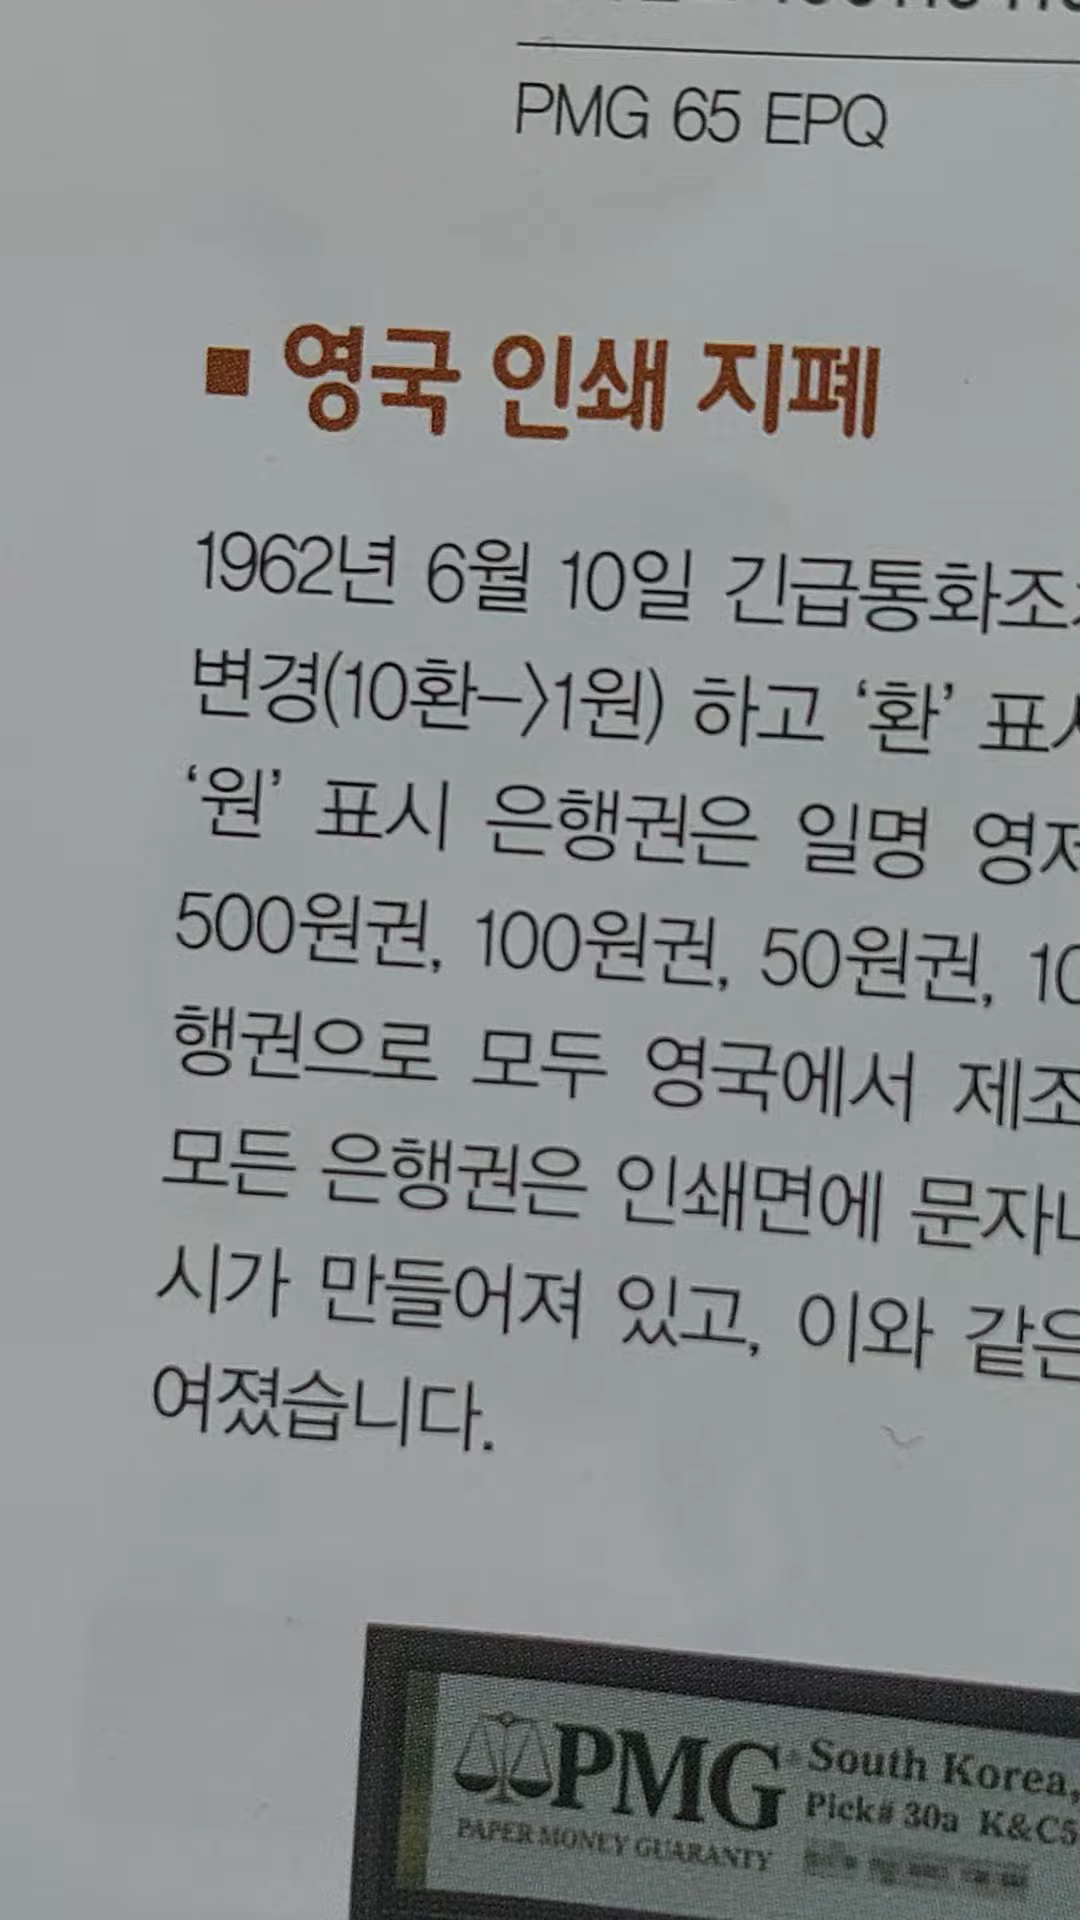 PMG 65 EPQ
■ 영국 인쇄 지폐
1962년 6월 10일 긴급통화조
변경(10환->1원) 하고 '환' 표
'원' 표시 은행권은 일명 영
500원권, 100원권, 50원권, 10
행권으로 모두 영국에서 제조
모든 은행권은 인쇄면에 문자
시가 만들어져 있고, 이와 같은
여졌습니다.
PMG South Korea,
Pick# 30a K&C5
PAPER MONEY GUARANTY